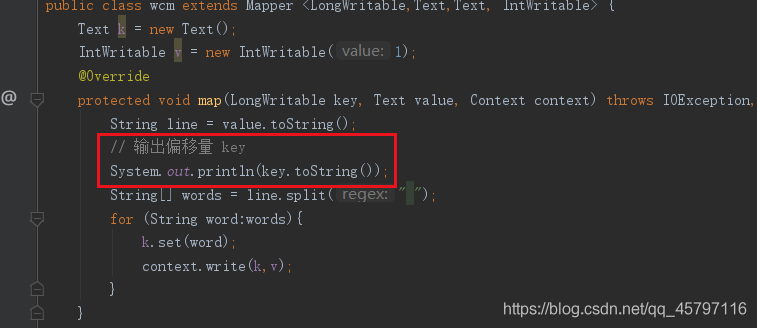 public class wcm extends Mapper <LongWritable,Text,Text, IntWritable> {
Text k = new Text();
IntWritable v = new IntWritable( value: 1);
@Override
@ protected void map(LongWritable key, Text value, Context context) throws IOException,
String line = value.toString();
// 输出偏移量 key
System.out.println(key.toString());
String[] words = line.split( regex: " ");
for (String word:words){
k.set(word);
context.write(k,v);
}
}
https://blog.csdn.net/qq_45797116